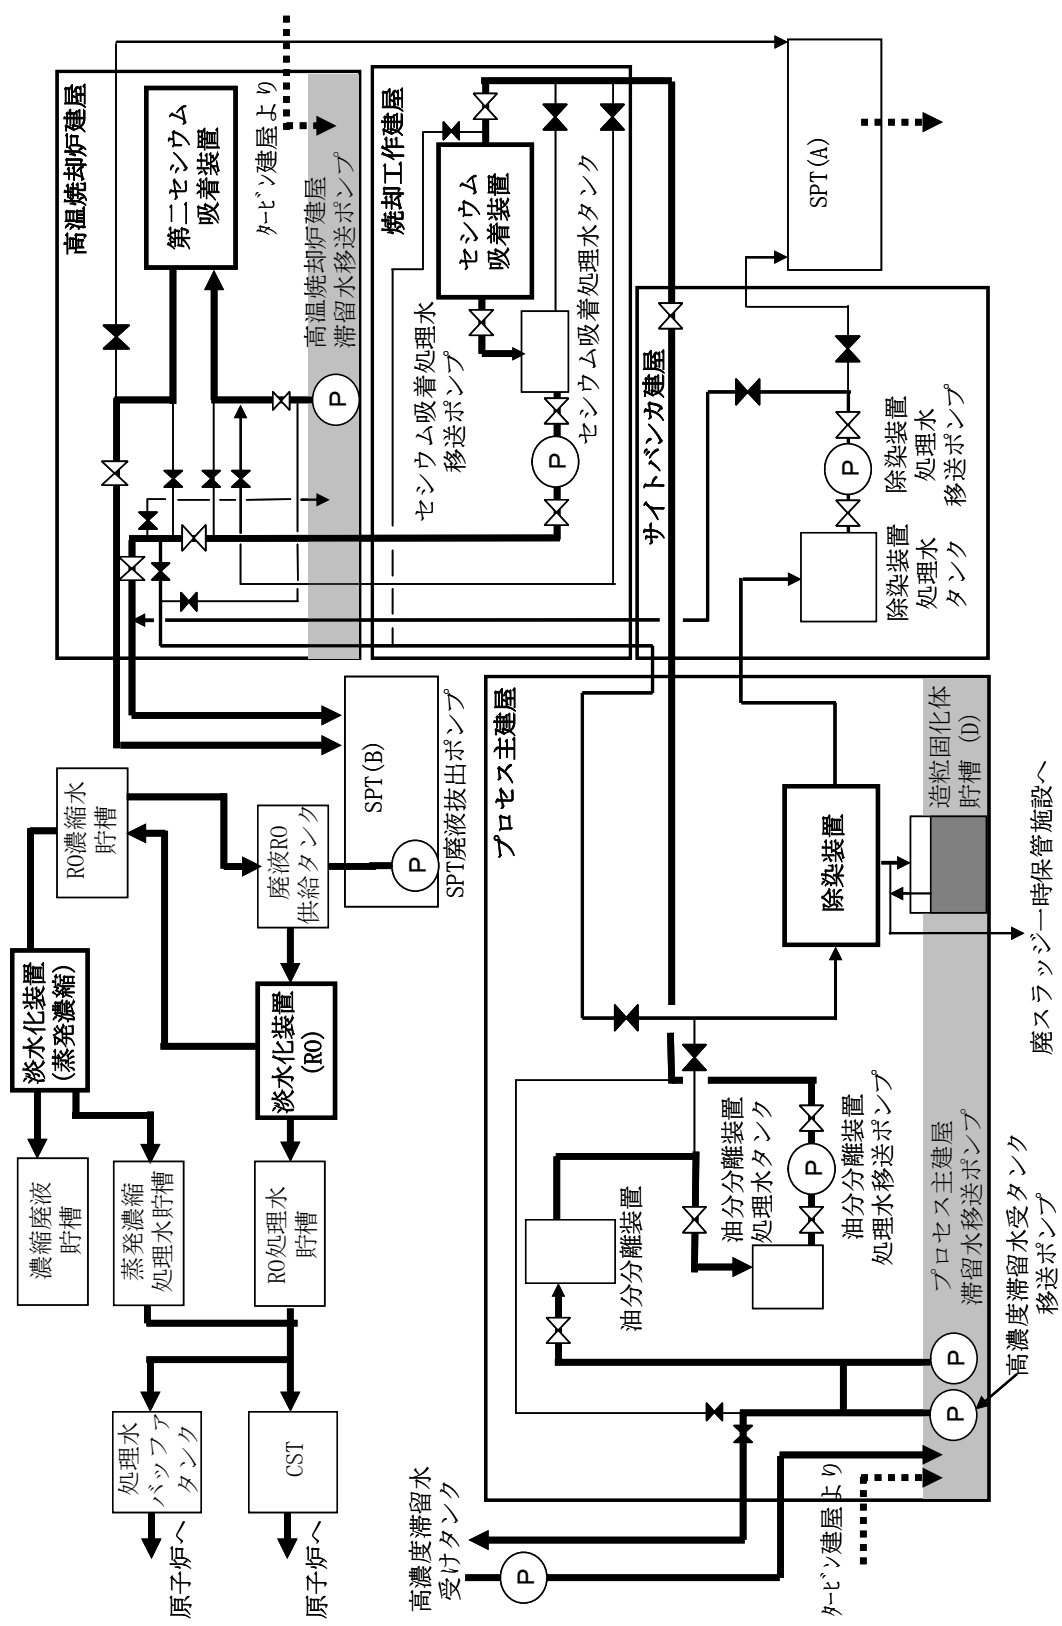 高温焼却炉建屋
第二セシウム
吸着装置
タービン建屋より
高温焼却炉建屋
滞留水移送ポンプ
P
焼却工作建屋
セシウム
吸着装置
セシウム吸着処理水タンク
セシウム吸着処理水
移送ポンプ
P
SPT(A)
サイトバンカ建屋
除染装置
処理水
移送ポンプ
P
除染装置
処理水
タンク
RO濃縮水
貯槽
廃液RO
供給タンク
SPT(B)
P
SPT廃液抜出ポンプ
淡水化装置
(蒸発濃縮)
淡水化装置
(RO)
濃縮廃液
貯槽
蒸発濃縮
処理水貯槽
RO処理水
貯槽
処理水
バッファ
タンク
CST
原子炉へ
原子炉へ
プロセス主建屋
除染装置
造粒固化体
貯槽 (D)
廃スラッジ一時保管施設へ
油分分離装置
油分分離装置
処理水タンク
油分分離装置
処理水移送ポンプ
P
プロセス主建屋
滞留水移送ポンプ
P
P
高濃度滞留水受タンク
移送ポンプ
高濃度滞留水
受けタンク
P
タービン建屋より